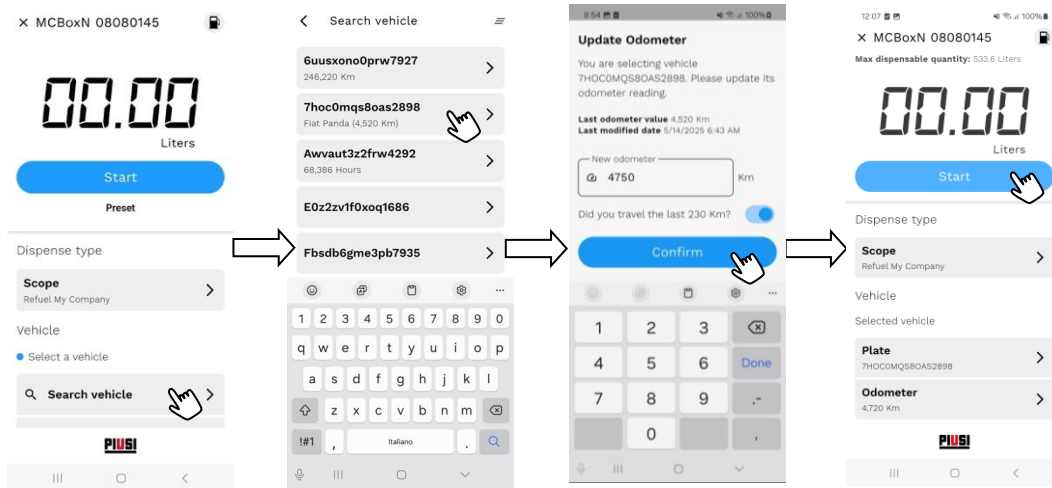 MCBoxN 08080145
00.00
Liters
Start
Preset
Dispense type
Scope
Refuel My Company
Vehicle
Select a vehicle
Search vehicle
PIUSI
Search vehicle
6uusxono0prw7927
246,220 Km
7hoc0mqs8oas2898
Fiat Panda (4,520 Km)
Awvaut3z2frw4292
68,386 Hours
E0z2zv1f0xoq1686
Fbsdb6gme3pb7935
1 2 3 4 5 6 7 8 9 0
q w e r t y u i o p
a s d f g h j k l
z x c v b n m
!#1 , Italiano .
8:54 100%
Update Odometer
You are selecting vehicle
7HOC0MQS8OAS2898. Please update its
odometer reading.
Last odometer value 4,520 Km
Last modified date 5/14/2025 6:43 AM
New odometer
4750 Km
Did you travel the last 230 Km?
Confirm
1 2 3
4 5 6 Done
7 8 9 .-
0 ,
12:07 100%
MCBoxN 08080145
Max dispensable quantity: 533.6 Liters
00.00
Liters
Start
Dispense type
Scope
Refuel My Company
Vehicle
Selected vehicle
Plate
7HOCOMQS8OAS2898
Odometer
4,720 Km
PIUSI